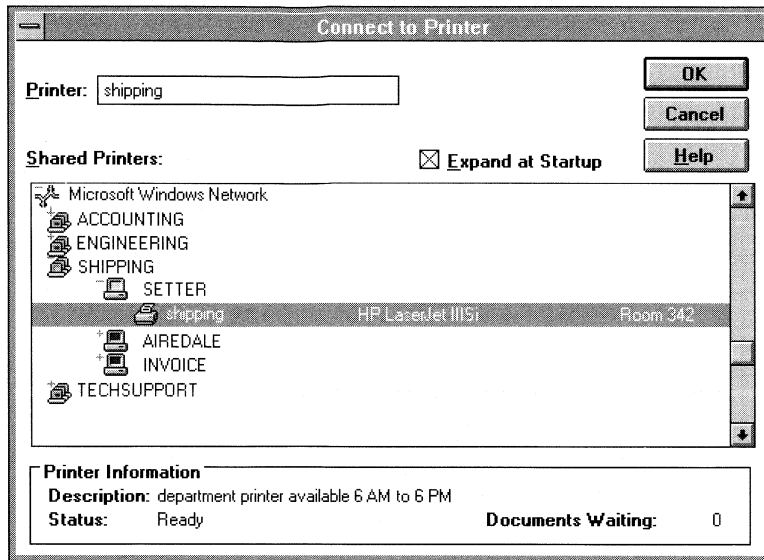 Connect to Printer
Printer: shipping
OK
Cancel
Shared Printers:
Expand at Startup
Help
Microsoft Windows Network
ACCOUNTING
ENGINEERING
SHIPPING
SETTER
shipping HP LaserJet IIISi Room 342
AIREDALE
INVOICE
TECHSUPPORT
Printer Information
Description: department printer available 6 AM to 6 PM
Status: Ready Documents Waiting: 0